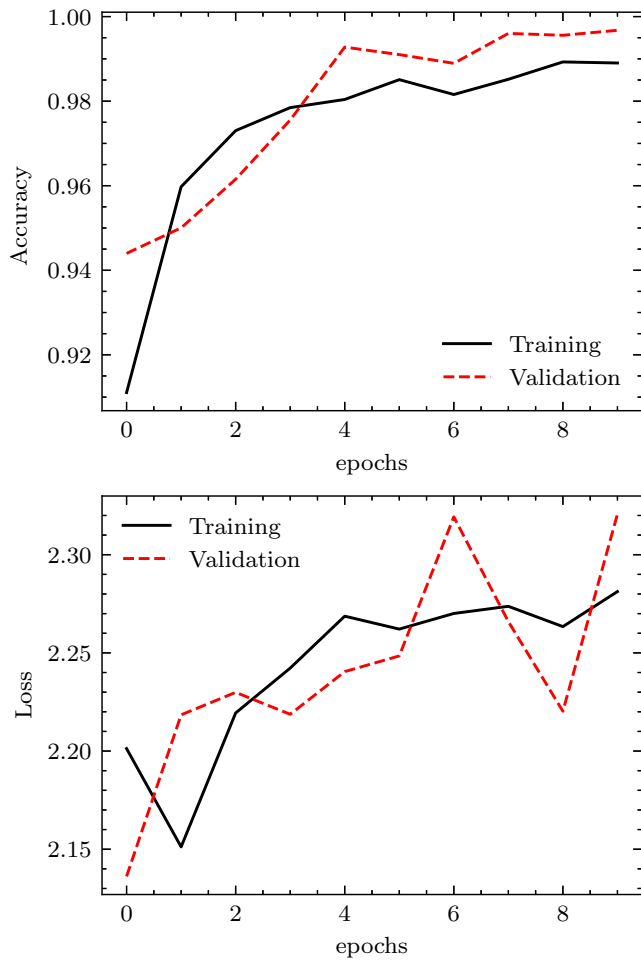 1.00
0.98
0.96
0.94
0.92
Accuracy
Training
Validation
0 2 4 6 8
epochs
Training
Validation
2.30
2.25
2.20
2.15
Loss
0 2 4 6 8
epochs